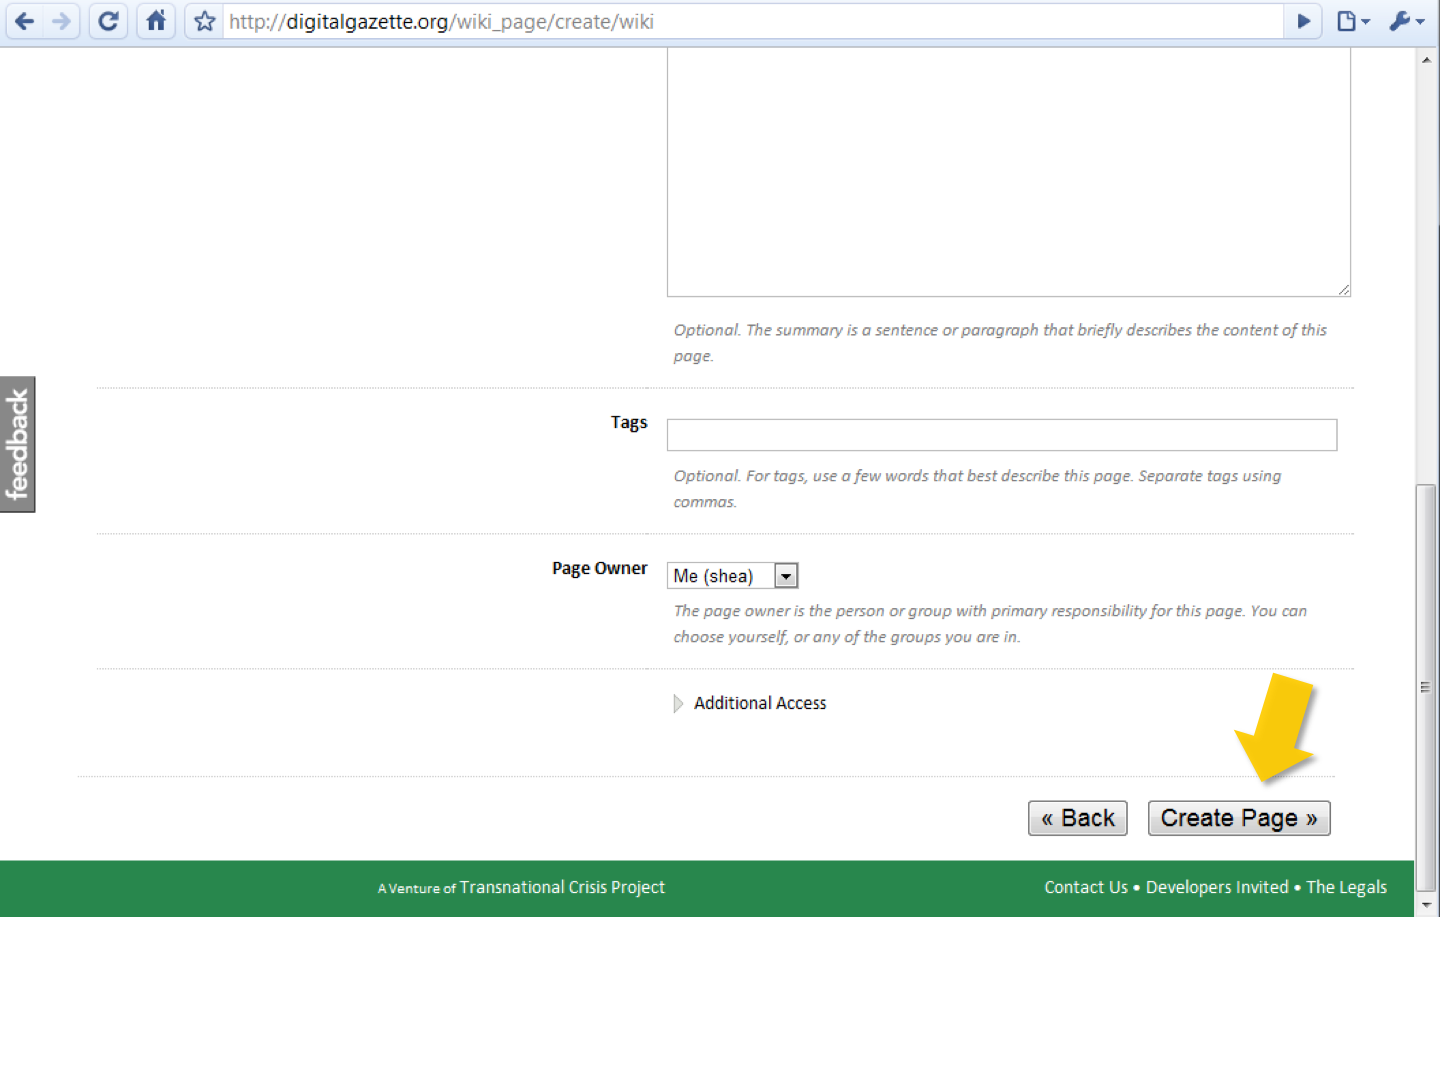 http://digitalgazette.org/wiki_page/create/wiki
Optional. The summary is a sentence or paragraph that briefly describes the content of this
page.
feedback
Tags
Optional. For tags, use a few words that best describe this page. Separate tags using
commas.
Page Owner
Me (shea)
The page owner is the person or group with primary responsibility for this page. You can
choose yourself, or any of the groups you are in.
Additional Access
« Back
Create Page »
A Venture of Transnational Crisis Project
Contact Us • Developers Invited • The Legals